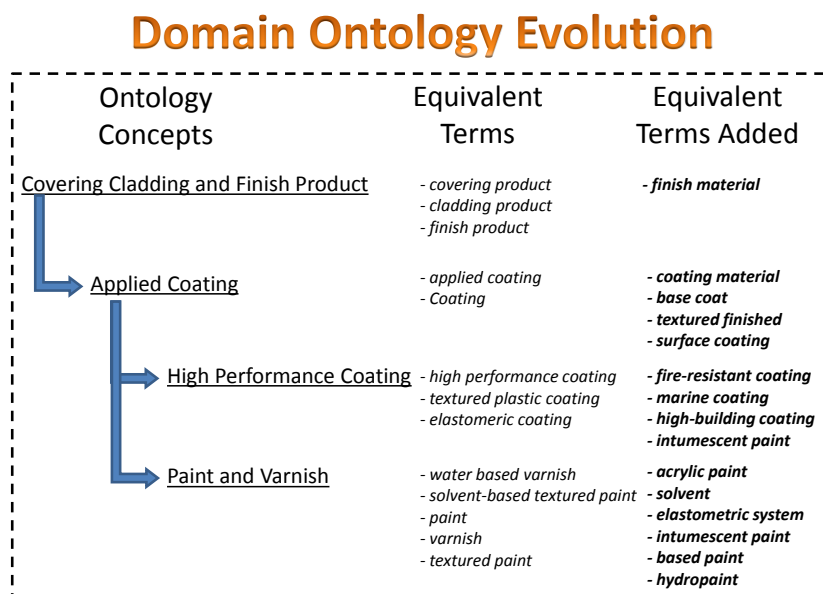 Domain Ontology Evolution
Ontology Concepts
Equivalent Terms
Equivalent Terms Added
Covering Cladding and Finish Product
- covering product
- cladding product
- finish product
- finish material
Applied Coating
- applied coating
- Coating
- coating material
- base coat
- textured finished
- surface coating
High Performance Coating
- high performance coating
- textured plastic coating
- elastomeric coating
- fire-resistant coating
- marine coating
- high-building coating
- intumescent paint
Paint and Varnish
- water based varnish
- solvent-based textured paint
- paint
- varnish
- textured paint
- acrylic paint
- solvent
- elastometric system
- intumescent paint
- based paint
- hydropaint